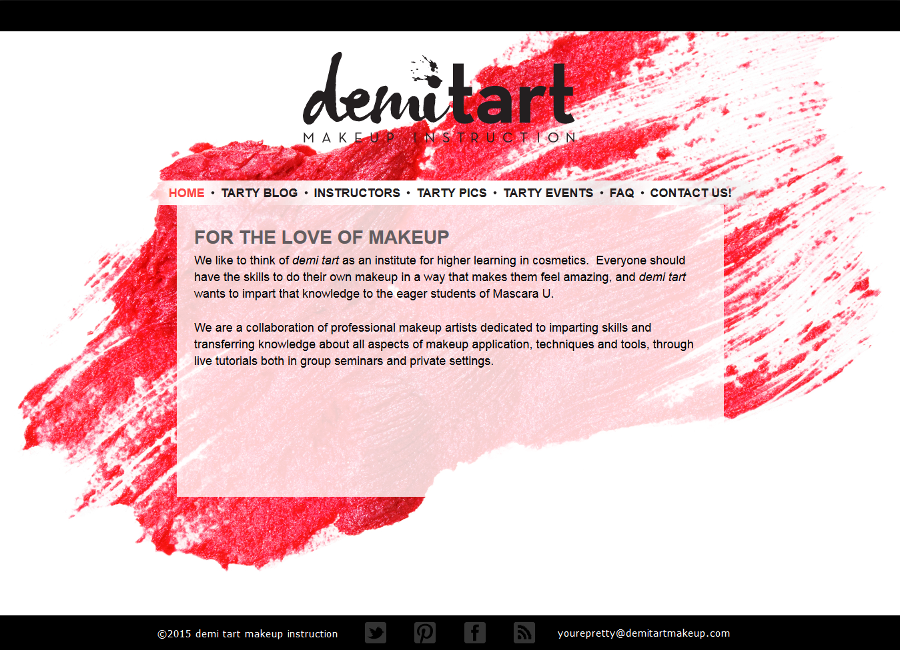 demitart
MAKEUP INSTRUCTION
HOME • TARTY BLOG • INSTRUCTORS • TARTY PICS • TARTY EVENTS • FAQ • CONTACT US!
FOR THE LOVE OF MAKEUP
We like to think of demi tart as an institute for higher learning in cosmetics.  Everyone should
have the skills to do their own makeup in a way that makes them feel amazing, and demi tart
wants to impart that knowledge to the eager students of Mascara U.
We are a collaboration of professional makeup artists dedicated to imparting skills and
transferring knowledge about all aspects of makeup application, techniques and tools, through
live tutorials both in group seminars and private settings.
©2015 demi tart makeup instruction yourepretty@demitartmakeup.com